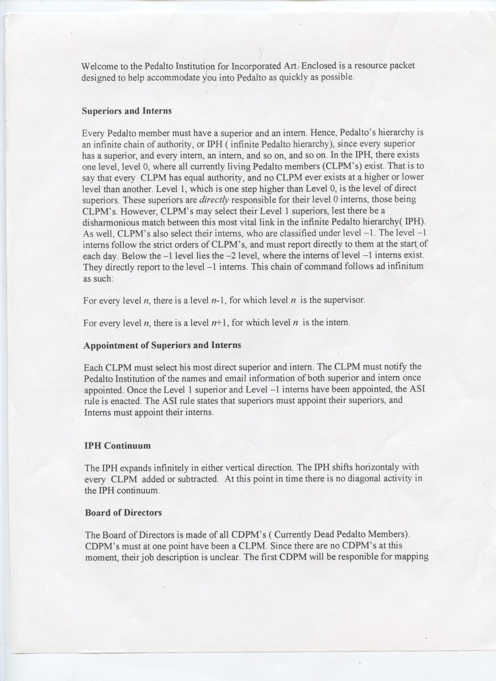 Welcome to the Pedalto Institution for Incorporated Art. Enclosed is a resource packet
designed to help accommodate you into Pedalto as quickly as possible.
Superiors and Interns
Every Pedalto member must have a superior and an intern. Hence, Pedalto's hierarchy is
an infinite chain of authority, or IPH ( infinite Pedalto hierarchy), since every superior
has a superior, and every intern, an intern, and so on, and so on. In the IPH, there exists
one level, level 0, where all currently living Pedalto members (CLPM's) exist. That is to
say that every  CLPM has equal authority, and no CLPM ever exists at a higher or lower
level than another. Level 1, which is one step higher than Level 0, is the level of direct
superiors. These superiors are directly responsible for their level 0 interns, those being
CLPM's. However, CLPM's may select their Level 1 superiors, lest there be a
disharmonious match between this most vital link in the infinite Pedalto hierarchy( IPH).
As well, CLPM's also select their interns, who are classified under level –1. The level –1
interns follow the strict orders of CLPM's, and must report directly to them at the start of
each day. Below the –1 level lies the –2 level, where the interns of level –1 interns exist.
They directly report to the level –1 interns. This chain of command follows ad infinitum
as such:
For every level n, there is a level n-1, for which level n  is the supervisor.
For every level n, there is a level n+1, for which level n  is the intern.
Appointment of Superiors and Interns
Each CLPM must select his most direct superior and intern. The CLPM must notify the
Pedalto Institution of the names and email information of both superior and intern once
appointed. Once the Level 1 superior and Level –1 interns have been appointed, the ASI
rule is enacted. The ASI rule states that superiors must appoint their superiors, and
Interns must appoint their interns.
IPH Continuum
The IPH expands infinitely in either vertical direction. The IPH shifts horizontaly with
every  CLPM  added or subtracted.  At this point in time there is no diagonal activity in
the IPH continuum.
Board of Directors
The Board of Directors is made of all CDPM's ( Currently Dead Pedalto Members).
CDPM's must at one point have been a CLPM. Since there are no CDPM's at this
moment, their job description is unclear. The first CDPM will be responible for mapping